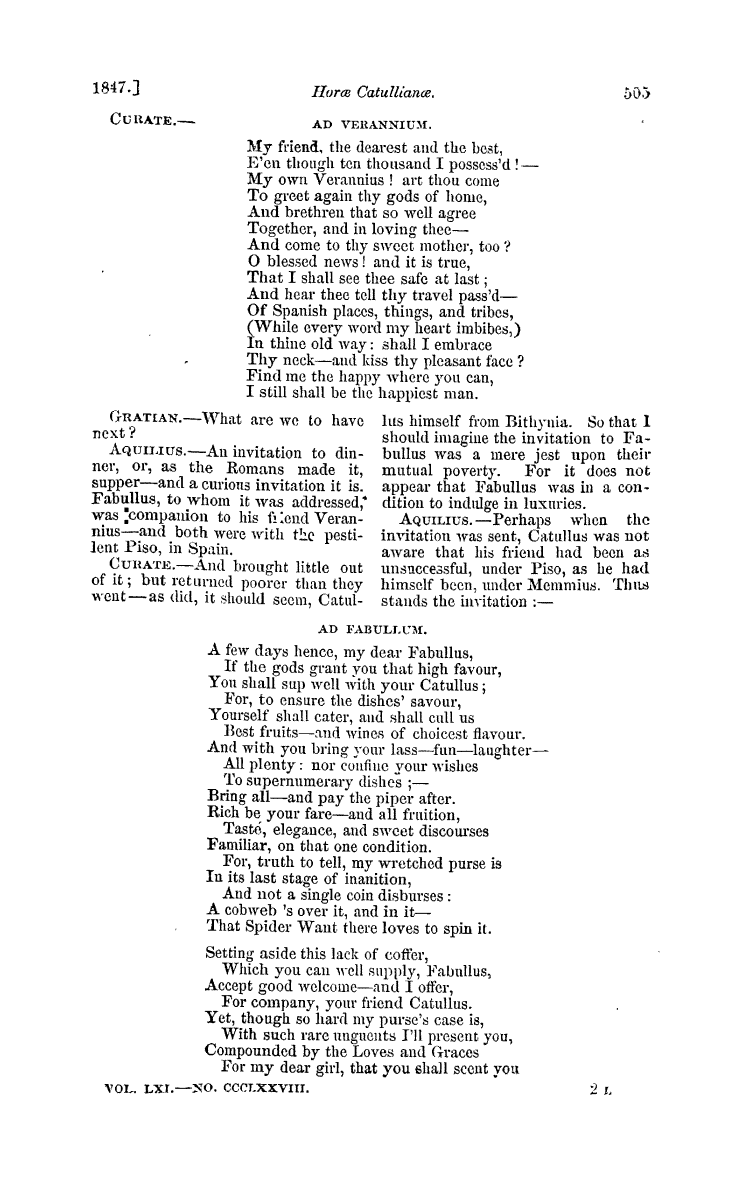 1847.] Horæ Catullianæ. 505
CURATE.—
AD VERANNIUM.
My friend, the dearest and the best,
E'en though ten thousand I possess'd!—
My own Verannius! art thou come
To greet again thy gods of home,
And brethren that so well agree
Together, and in loving thee—
And come to thy sweet mother, too?
O blessed news! and it is true,
That I shall see thee safe at last;
And hear thee tell thy travel pass'd—
Of Spanish places, things, and tribes,
(While every word my heart imbibes,)
In thine old way: shall I embrace
Thy neck—and kiss thy pleasant face?
Find me the happy where you can,
I still shall be the happiest man.
GRATIAN.—What are we to have
next?
AQUILIUS.—An invitation to din-
ner, or, as the Romans made it,
supper—and a curious invitation it is.
Fabullus, to whom it was addressed,
was companion to his friend Veran-
nius—and both were with the pesti-
lent Piso, in Spain.
CURATE.—And brought little out
of it; but returned poorer than they
went—as did, it should seem, Catul-
lus himself from Bithynia. So that I
should imagine the invitation to Fa-
bullus was a mere jest upon their
mutual poverty. For it does not
appear that Fabullus was in a con-
dition to indulge in luxuries.
AQUILIUS.—Perhaps when the
invitation was sent, Catullus was not
aware that his friend had been as
unsuccessful, under Piso, as he had
himself been, under Memmius. Thus
stands the invitation:—
AD FABULLUM.
A few days hence, my dear Fabullus,
If the gods grant you that high favour,
You shall sup well with your Catullus;
For, to ensure the dishes' savour,
Yourself shall cater, and shall cull us
Best fruits—and wines of choicest flavour.
And with you bring your lass—fun—laughter—
All plenty: nor confine your wishes
To supernumerary dishes;—
Bring all—and pay the piper after.
Rich be your fare—and all fruition,
Taste, elegance, and sweet discourses
Familiar, on that one condition.
For, truth to tell, my wretched purse is
In its last stage of inanition,
And not a single coin disburses:
A cobweb 's over it, and in it—
That Spider Want there loves to spin it.
Setting aside this lack of coffer,
Which you can well supply, Fabullus,
Accept good welcome—and I offer,
For company, your friend Catullus.
Yet, though so hard my purse's case is,
With such rare unguents I'll present you,
Compounded by the Loves and Graces
For my dear girl, that you shall scent you
VOL. LXI.—NO. CCCLXXVIII. 2 L